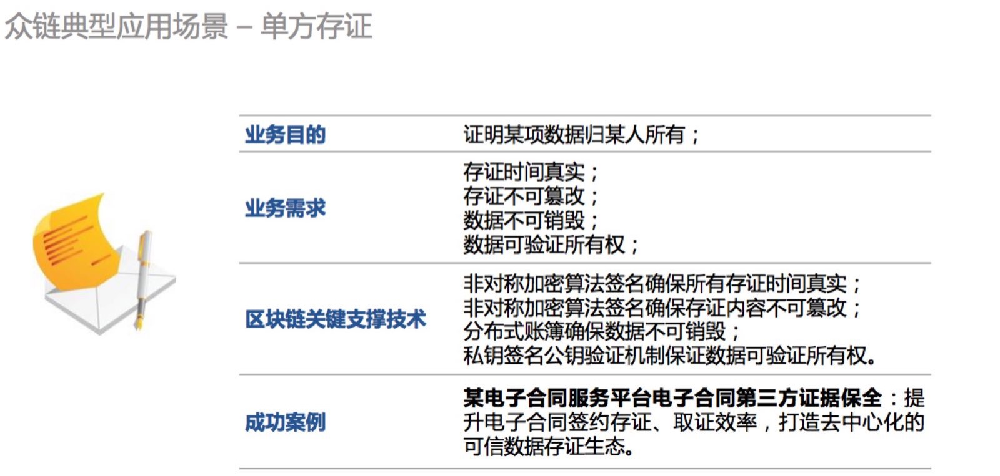 众链典型应用场景 – 单方存证
业务目的
证明某项数据归某人所有；
业务需求
存证时间真实；
存证不可篡改；
数据不可销毁；
数据可验证所有权；
区块链关键支撑技术
非对称加密算法签名确保所有存证时间真实；
非对称加密算法签名确保存证内容不可篡改；
分布式账簿确保数据不可销毁；
私钥签名公钥验证机制保证数据可验证所有权。
成功案例
某电子合同服务平台电子合同第三方证据保全：提
升电子合同签约存证、取证效率，打造去中心化的
可信数据存证生态。